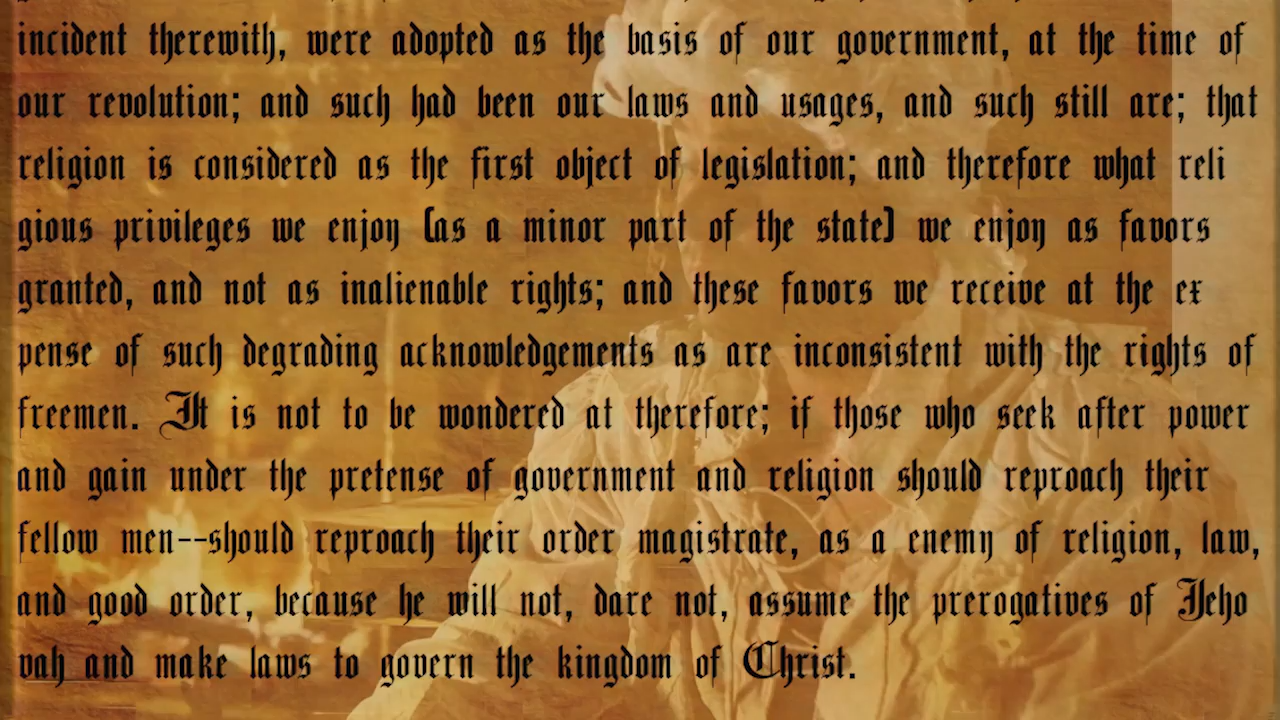 incident therewith, were adopted as the basis of our government, at the time of
our revolution; and such had been our laws and usages, and such still are; that
religion is considered as the first object of legislation; and therefore what reli
gious privileges we enjoy (as a minor part of the state) we enjoy as favors
granted, and not as inalienable rights; and these favors we receive at the ex
pense of such degrading acknowledgements as are inconsistent with the rights of
freemen. It is not to be wondered at therefore; if those who seek after power
and gain under the pretense of government and religion should reproach their
fellow men--should reproach their order magistrate, as a enemy of religion, law,
and good order, because he will not, dare not, assume the prerogatives of Jeho
vah and make laws to govern the kingdom of Christ.